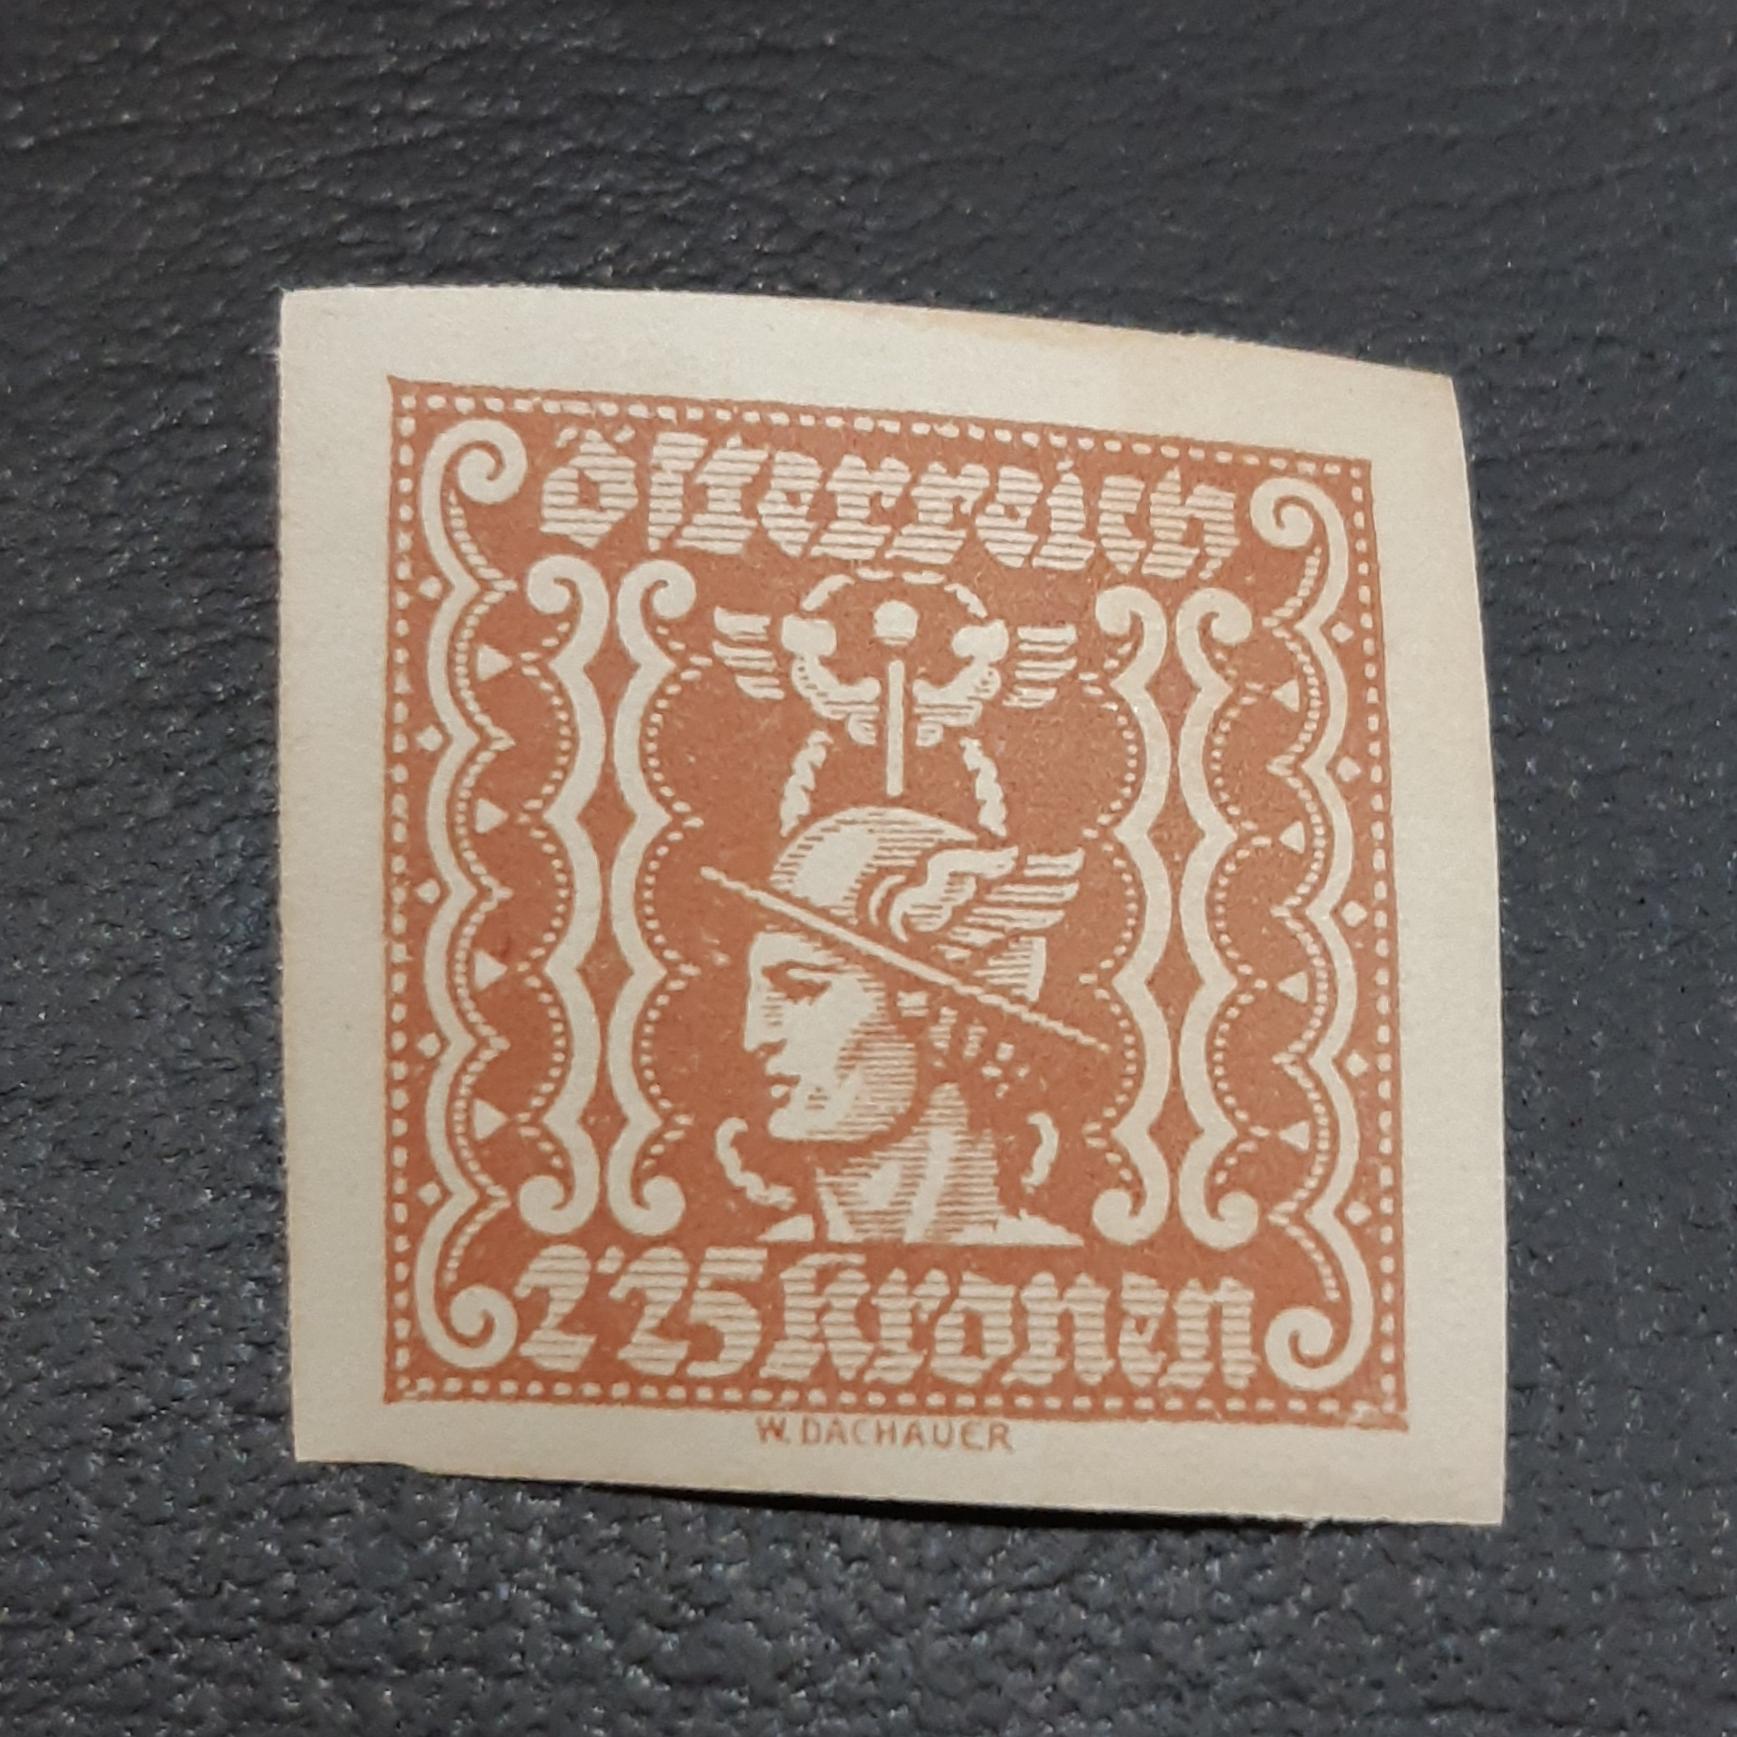 Öſterreich
2'25 Kronen
W. DACHAUER